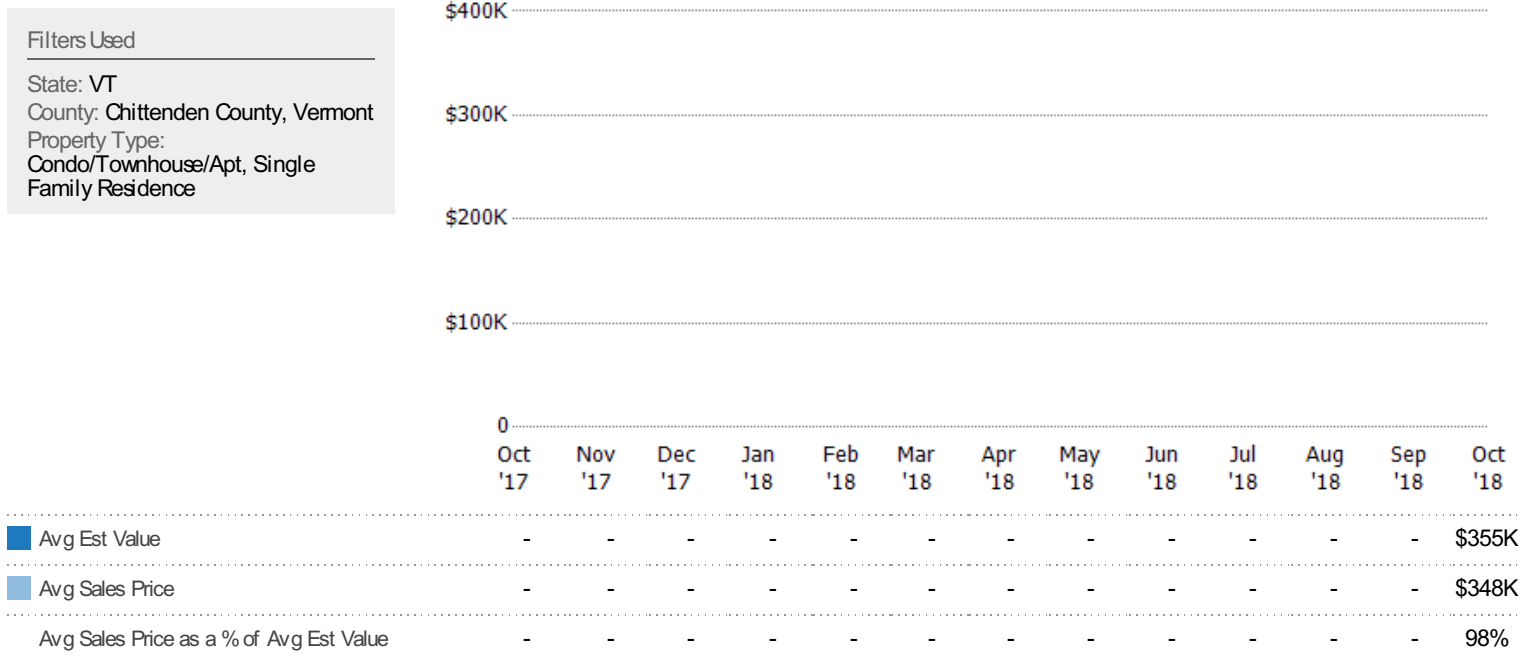 Filters Used
State: VT
County: Chittenden County, Vermont
Property Type:
Condo/Townhouse/Apt, Single
Family Residence
$400K
$300K
$200K
$100K
0
Oct Nov Dec Jan Feb Mar Apr May Jun Jul Aug Sep Oct
'17 '17 '17 '18 '18 '18 '18 '18 '18 '18 '18 '18 '18
Avg Est Value - - - - - - - - - - - - $355K
Avg Sales Price - - - - - - - - - - - - $348K
Avg Sales Price as a % of Avg Est Value - - - - - - - - - - - - 98%